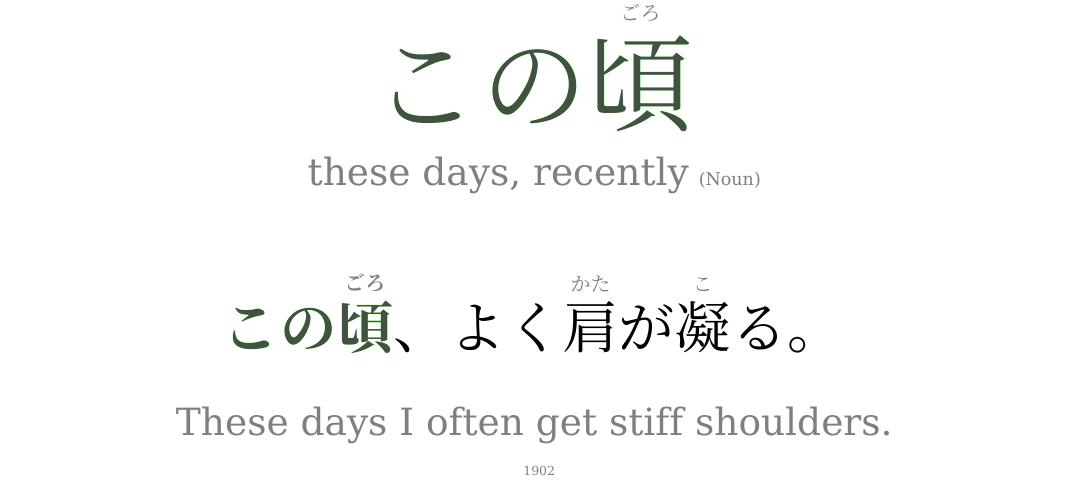 ごろ
この頃
these days, recently (Noun)
ごろ かた こ
この頃、よく肩が凝る。
These days I often get stiff shoulders.
1902